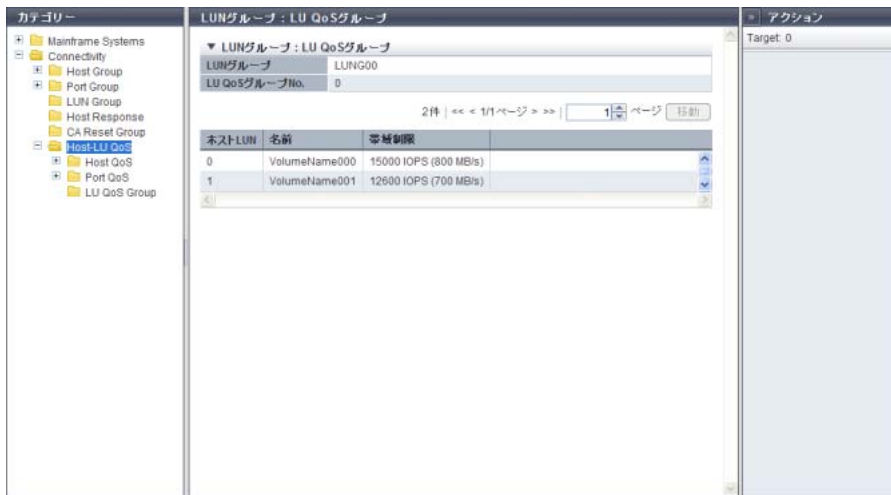 カテゴリー
Mainframe Systems
Connectivity
Host Group
Port Group
LUN Group
Host Response
CA Reset Group
Host-LU QoS
Host QoS
Port QoS
LU QoS Group
LUNグループ : LU QoSグループ
▼ LUNグループ : LU QoSグループ
LUNグループ LUNG00
LU QoSグループNo. 0
2件 | << < 1/1ページ > >> | 1 ページ 移動
ホストLUN 名前 帯域制限
0 VolumeName000 15000 IOPS (800 MB/s)
1 VolumeName001 12600 IOPS (700 MB/s)
» アクション
Target: 0